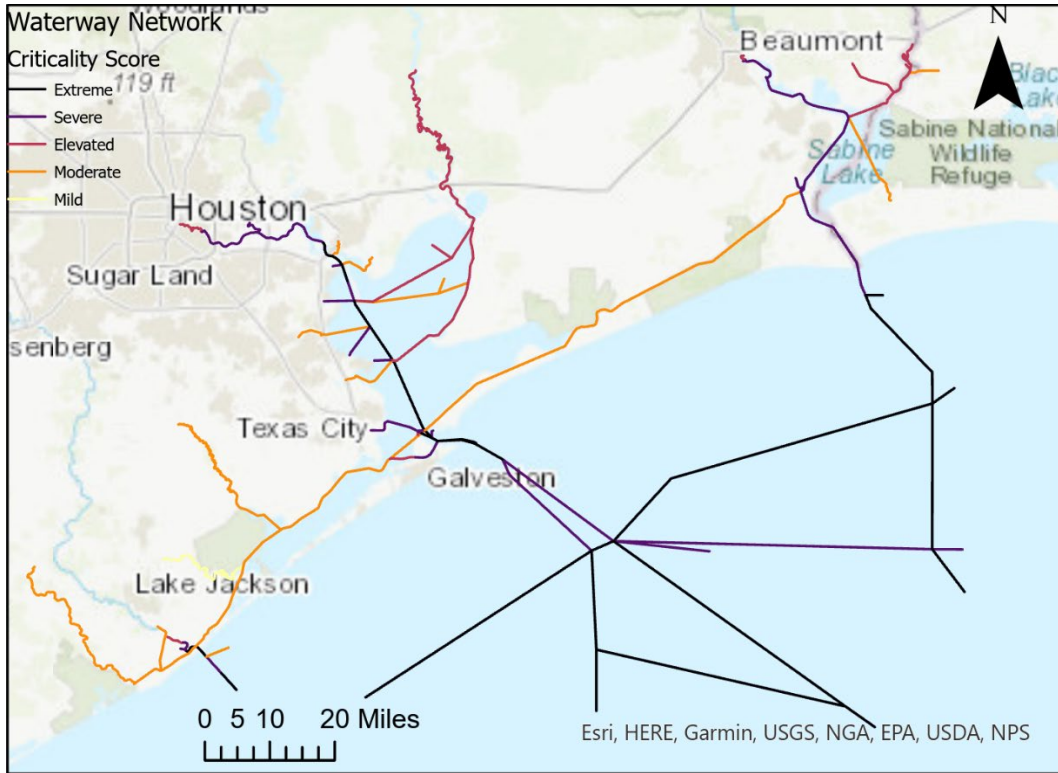 Waterway Network
Criticality Score
Extreme
Severe
Elevated
Moderate
Mild
N
Woodlands
119 ft
Beaumont
Sabine National
Wildlife
Refuge
Sabine
Lake
Houston
Sugar Land
senberg
Texas City
Galveston
Lake Jackson
0 5 10 20 Miles
Esri, HERE, Garmin, USGS, NGA, EPA, USDA, NPS